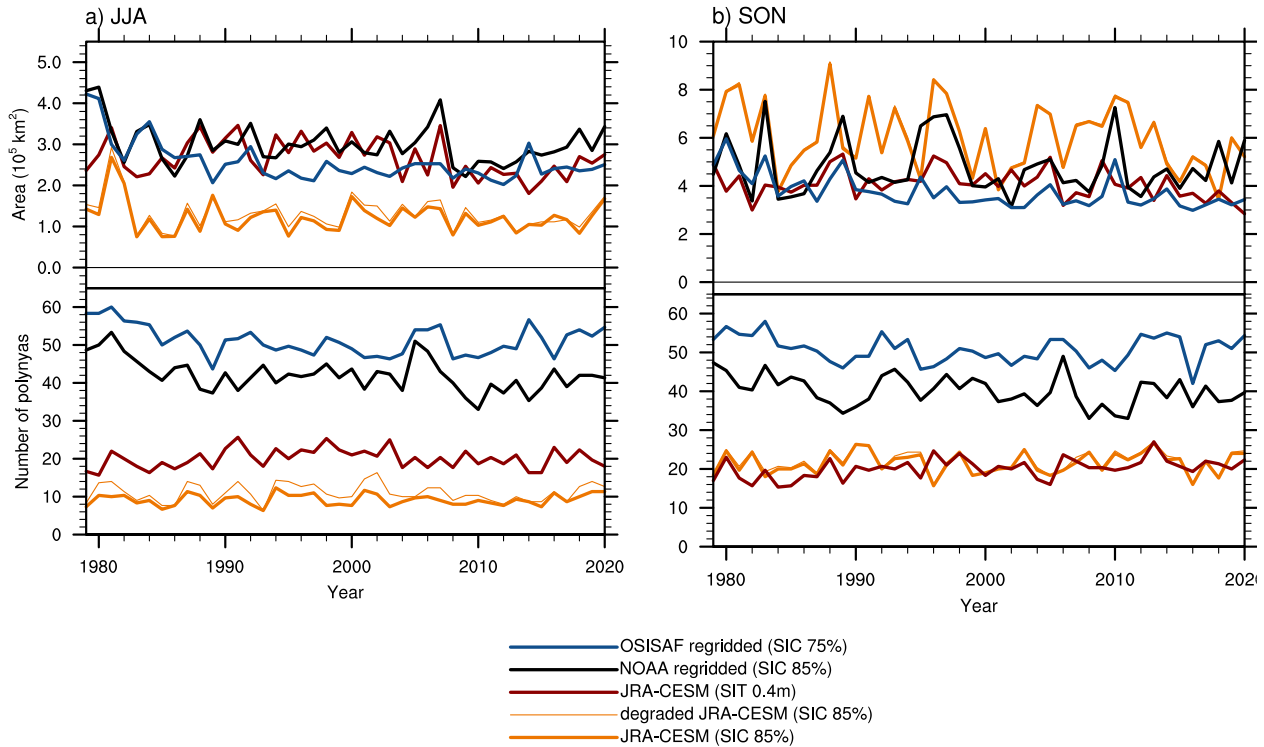 a) JJA
b) SON
Area (10⁵ km²)
5.0
4.0
3.0
2.0
1.0
0.0
10
8
6
4
2
0
Number of polynyas
60
50
40
30
20
10
0
60
50
40
30
20
10
0
1980 1990 2000 2010 2020
Year
1980 1990 2000 2010 2020
Year
OSISAF regridded (SIC 75%)
NOAA regridded (SIC 85%)
JRA-CESM (SIT 0.4m)
degraded JRA-CESM (SIC 85%)
JRA-CESM (SIC 85%)